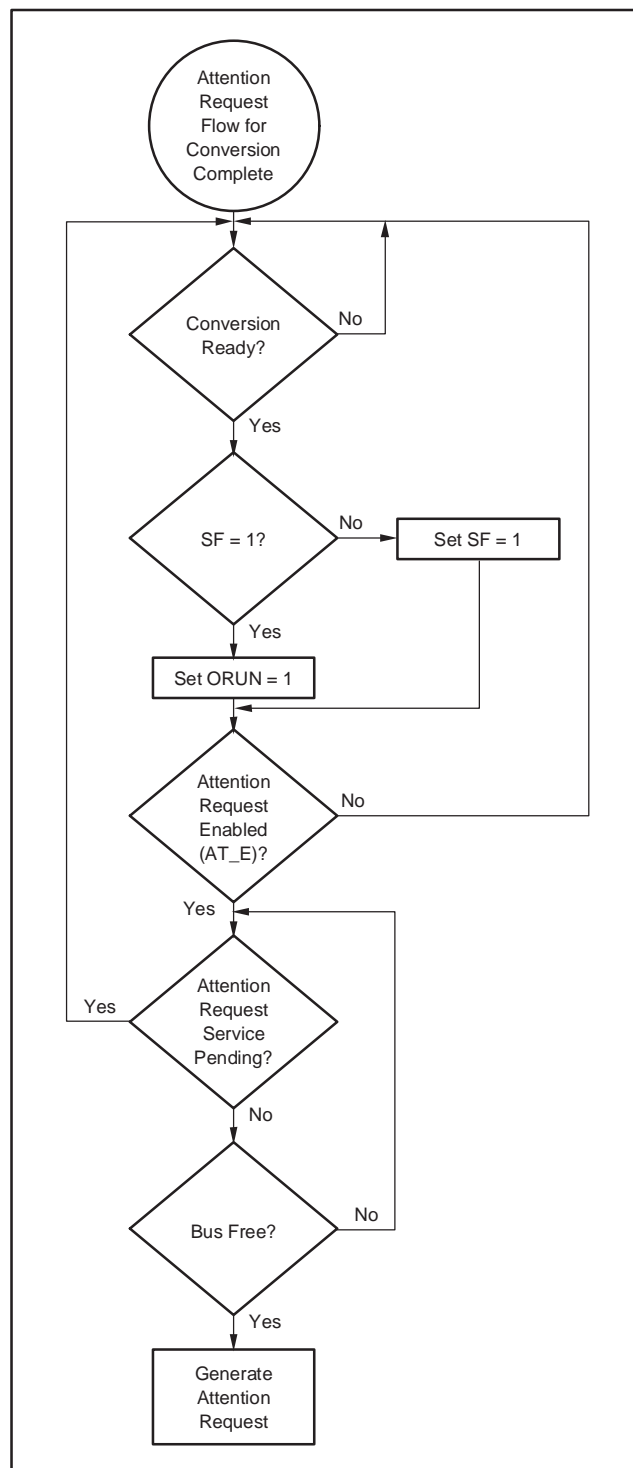 Attention
Request
Flow for
Conversion
Complete
Conversion
Ready?
No
Yes
SF = 1?
No
Set SF = 1
Yes
Set ORUN = 1
Attention
Request
Enabled
(AT_E)?
No
Yes
Attention
Request
Service
Pending?
Yes
No
Bus Free?
No
Yes
Generate
Attention
Request